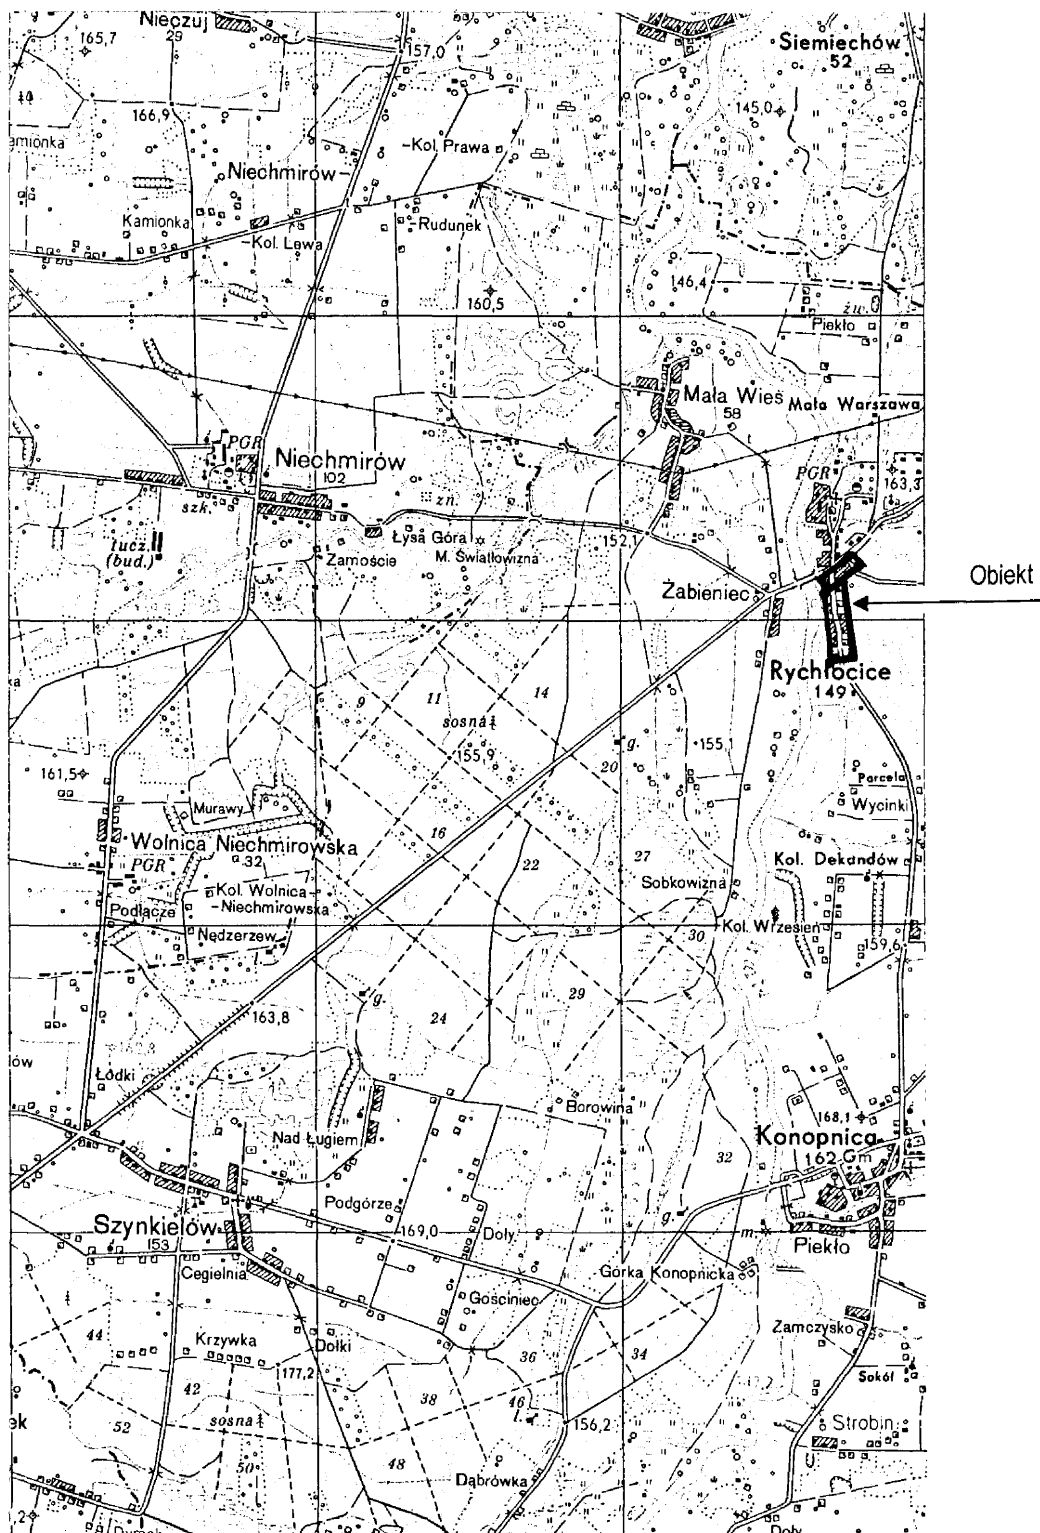 Nieczuj
165,7
29
157,0
Siemiechów
52
166,9
145,0
amionka
-Kol. Prawa
Niechmirów-
Kamionka
-Kol. Lewa
Rudunek
160,5
146,4
żw.
Piekło
Mała Wieś
58
Mała Warszawa
PGR
Niechmirów
102
szk.
zn.
PGR
163,3
tucz.
(bud.)
Łysa Góra
Zamoście
M. Światłowizna
152,1
Żabieniec
Obiekt
Rychłocice
149
9
11
14
sosna
155,9
g.
155,1
20
161,5
Parcela
Wycinki
Murawy
16
Wolnica Niechmirowska
32
PGR
22
27
Kol. Dekandów
Kol. Wolnica-
-Niechmirowska
Sobkowizna
Podłącze
Nędzerzew
30
Kol. Wrzesień
159,6
29
g.
163,8
24
ów
Łódki
Borowina
168,1
Nad Ługiem
Konopnica
162 Gm
32
Podgórze
g.
Szynkielów
153
169,0
Doły
m.
Piekło
Cegielnia
Górka Konopnicka
Gościniec
44
Krzywka
Dołki
Zamczysko
36
34
177,2
Sokół
42
38
46
l.
52
sosna
156,2
Strobin
ek
50
48
Dąbrówka
Doły